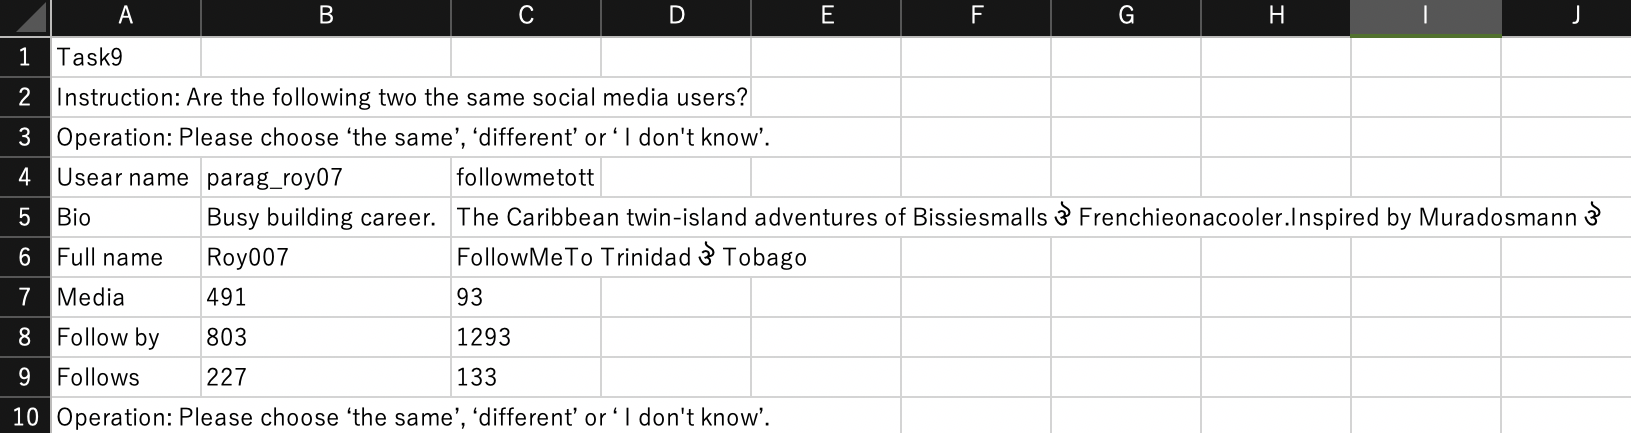 A B C D E F G H I J
1 Task9
2 Instruction: Are the following two the same social media users?
3 Operation: Please choose ‘the same’, ‘different’ or ‘ I don't know’.
4 Usear name parag_roy07 followmetott
5 Bio Busy building career. The Caribbean twin-island adventures of Bissiesmalls & Frenchieonacooler.Inspired by Muradosmann &
6 Full name Roy007 FollowMeTo Trinidad & Tobago
7 Media 491 93
8 Follow by 803 1293
9 Follows 227 133
10 Operation: Please choose ‘the same’, ‘different’ or ‘ I don't know’.